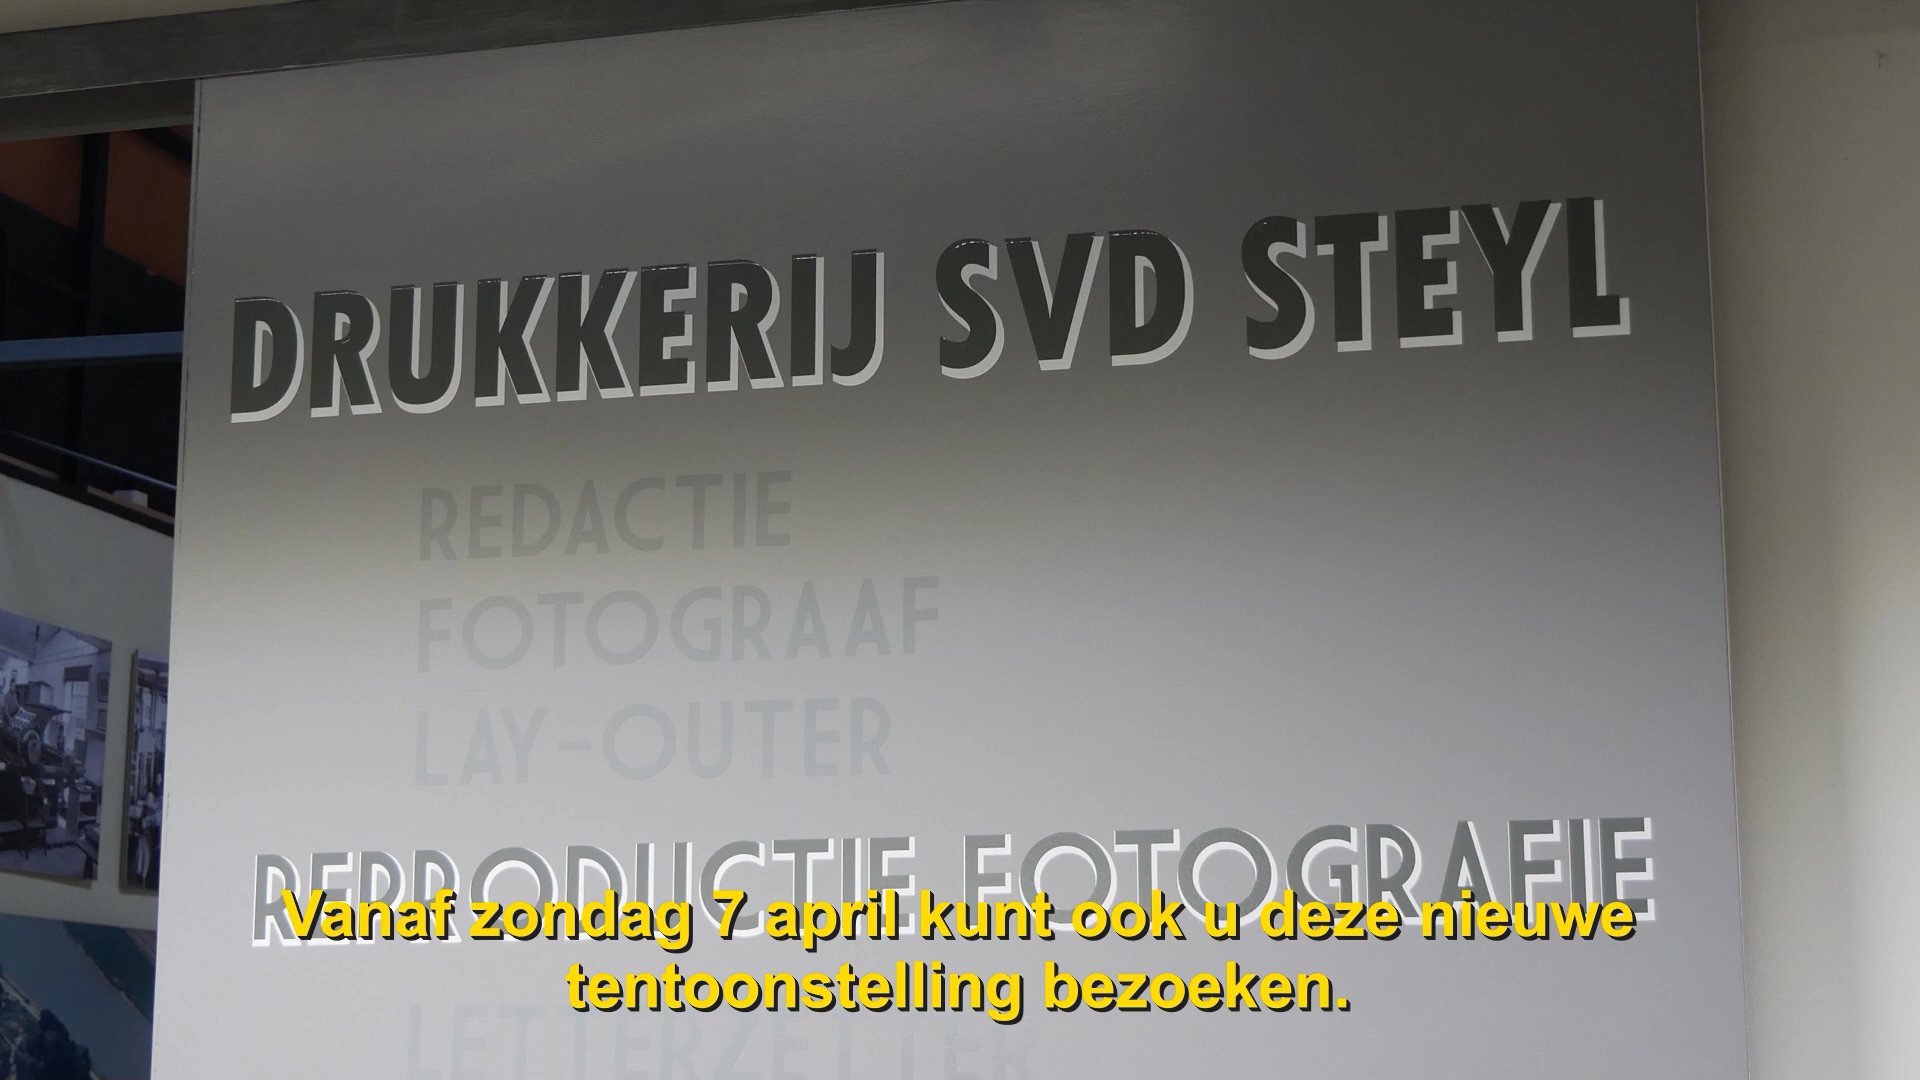 DRUKKERIJ SVD STEYL
REDACTIE
FOTOGRAAF
LAY-OUTER
REPRODUCTIE FOTOGRAFIE
Vanaf zondag 7 april kunt ook u deze nieuwe
tentoonstelling bezoeken.
LETTERZETTER